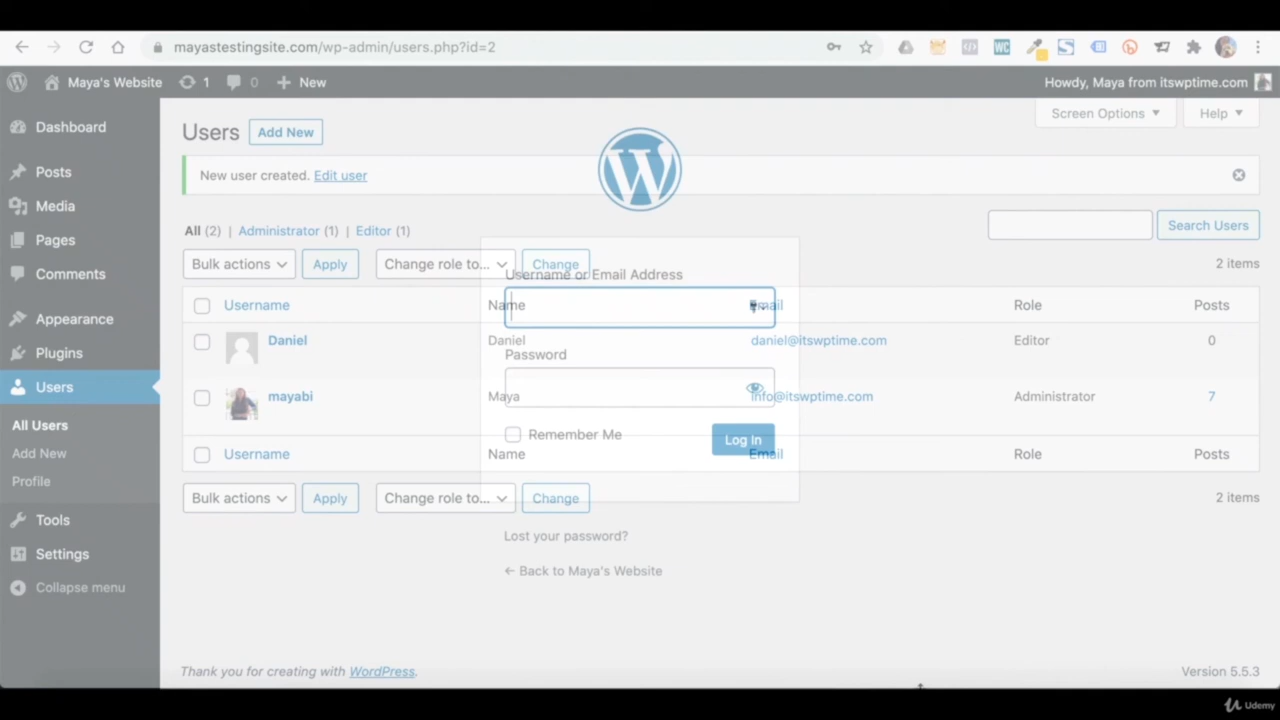 mayastestingsite.com/wp-admin/users.php?id=2
Maya's Website 1 0 New Howdy, Maya from itswptime.com
Screen Options Help
Dashboard
Posts
Media
Pages
Comments
Appearance
Plugins
Users
All Users
Add New
Profile
Tools
Settings
Collapse menu
Users Add New
New user created. Edit user
All (2) | Administrator (1) | Editor (1)
Search Users
Bulk actions Apply Change role to... Change 2 items
Username or Email Address
Username Name Email Role Posts
Daniel Daniel daniel@itswptime.com Editor 0
Password
mayabi Maya info@itswptime.com Administrator 7
Remember Me Log In
Username Name Email Role Posts
Bulk actions Apply Change role to... Change 2 items
Lost your password?
← Back to Maya's Website
Thank you for creating with WordPress. Version 5.5.3
Udemy